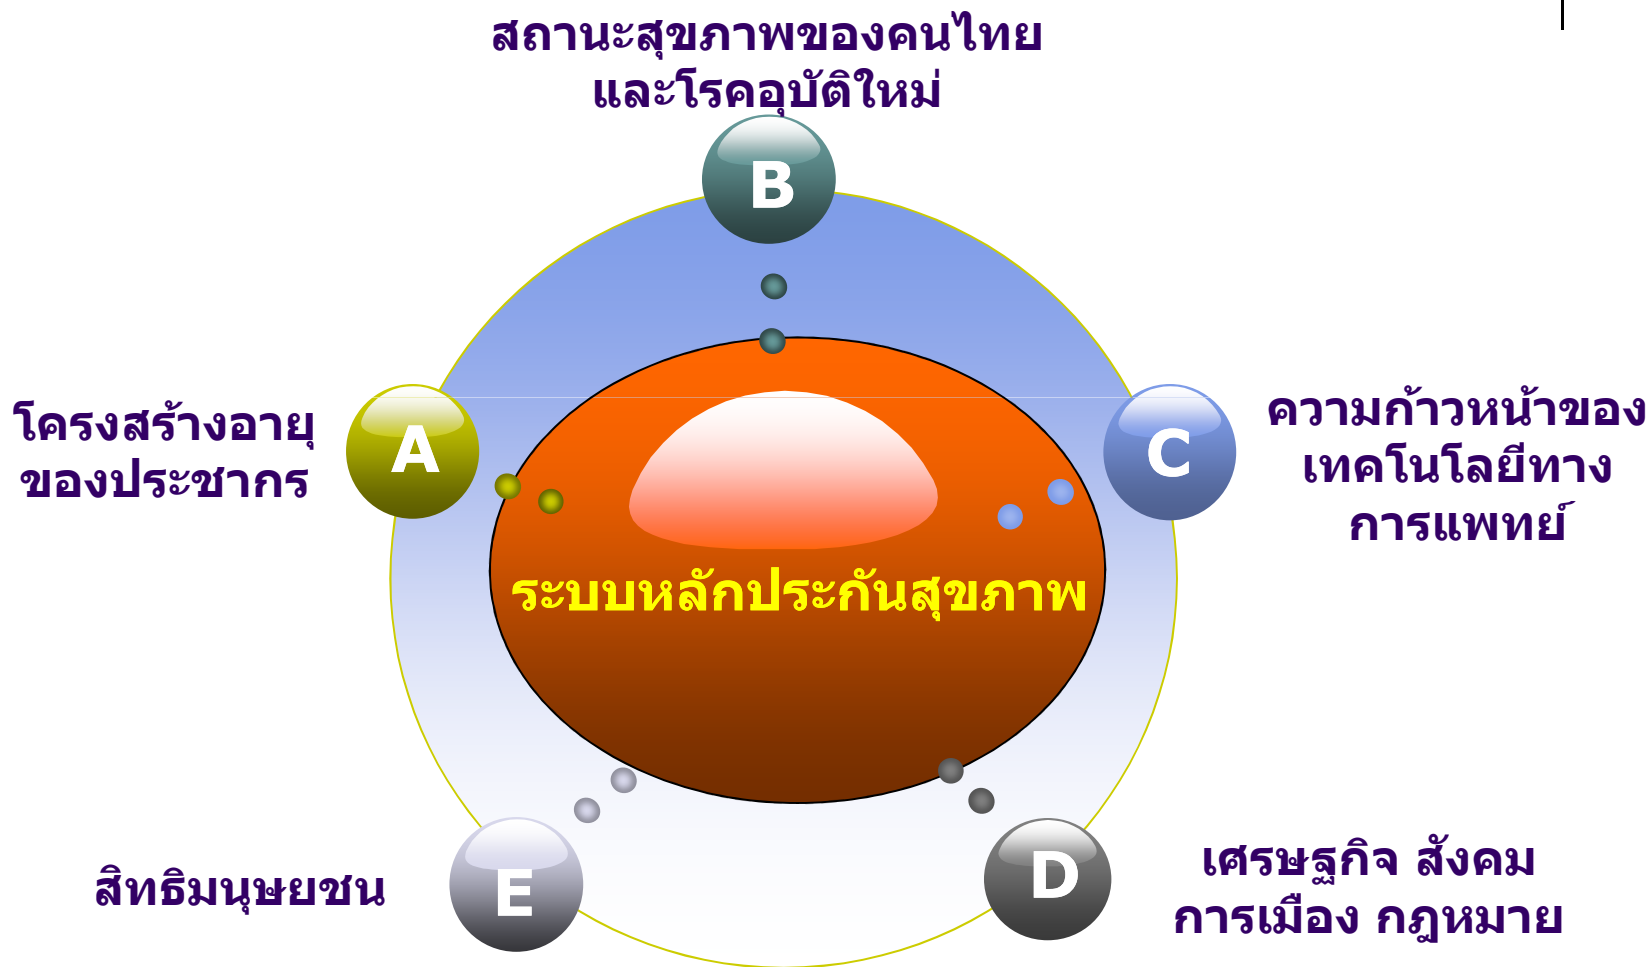 สถานะสุขภาพของคนไทย
และโรคอุบัติใหม่
B
โครงสร้างอายุ
ของประชากร
A
C
ความก้าวหน้าของ
เทคโนโลยีทาง
การแพทย์
ระบบหลักประกันสุขภาพ
สิทธิมนุษยชน
E
D
เศรษฐกิจ สังคม
การเมือง กฎหมาย